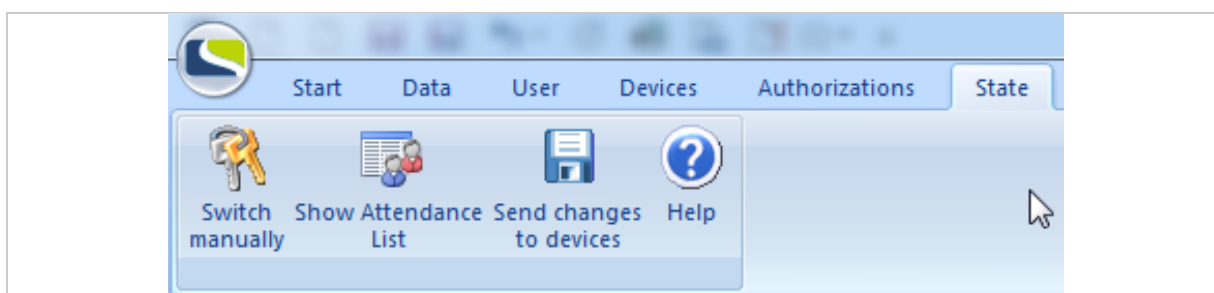 Start Data User Devices Authorizations State
Switch manually
Show Attendance List
Send changes to devices
Help